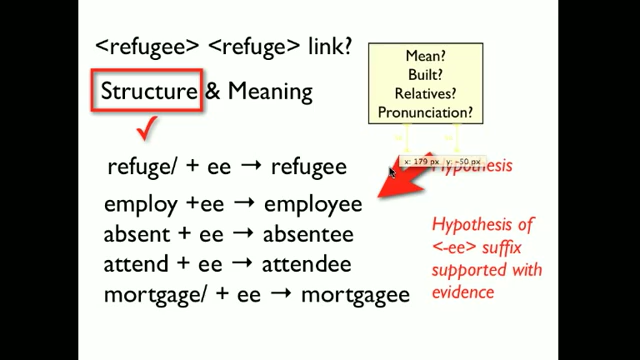 <refugee> <refuge> link?
Structure & Meaning
Mean?
Built?
Relatives?
Pronunciation?
x: 179 px y: -50 px
refuge/ + ee → refugee
Hypothesis
employ +ee → employee
absent + ee → absentee
attend + ee → attendee
mortgage/ + ee → mortgagee
Hypothesis of
<-ee> suffix
supported with
evidence